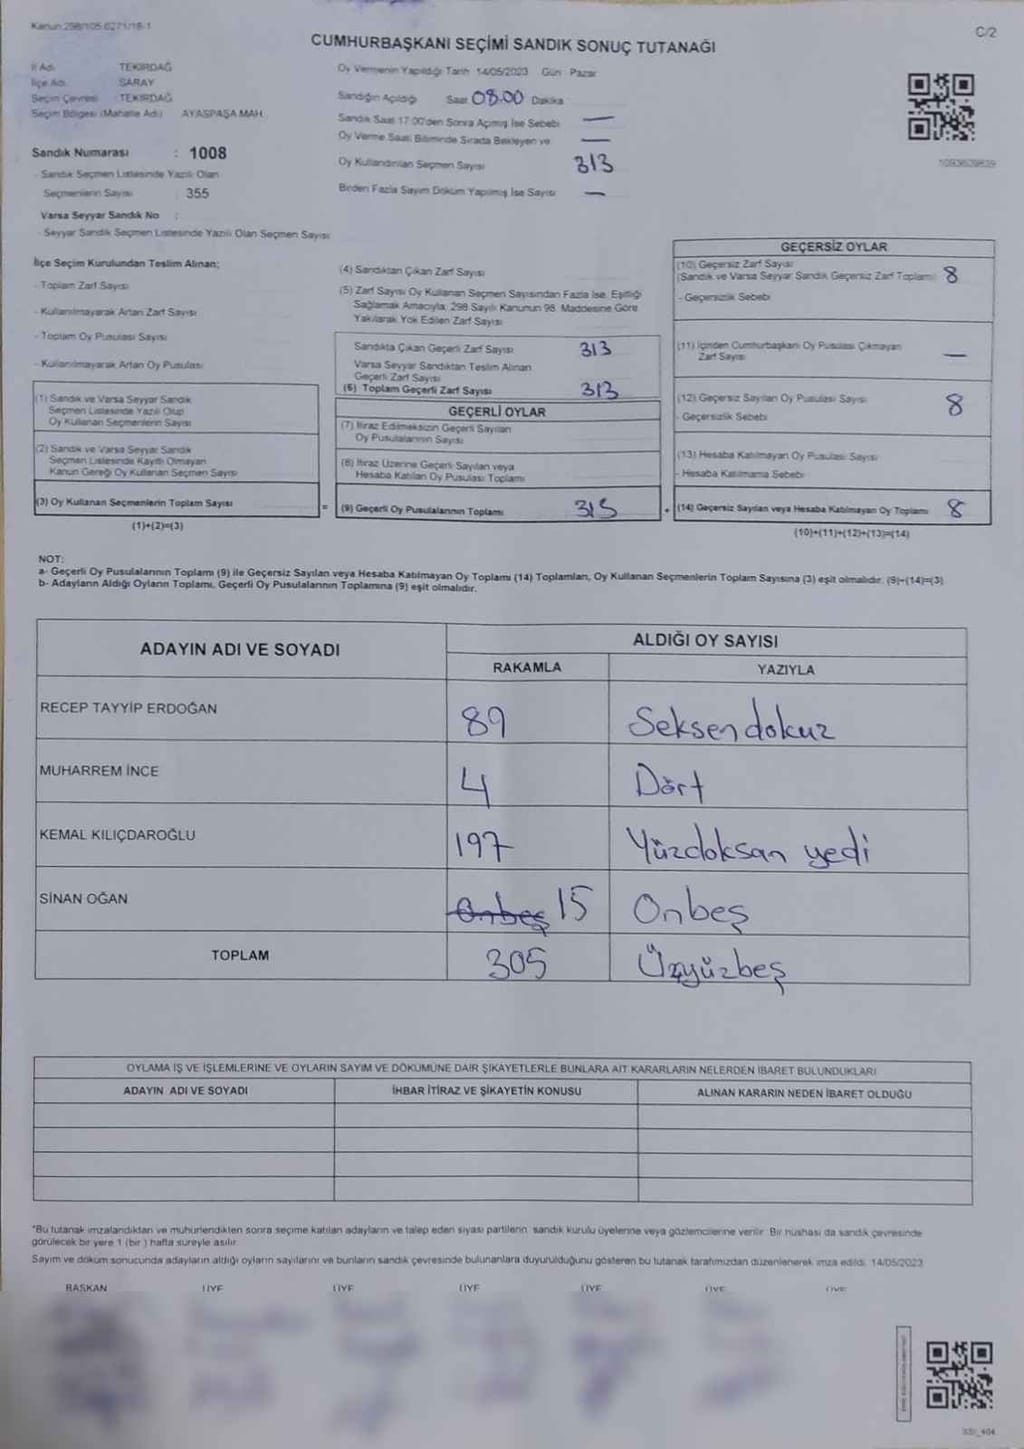 Kanun 298/105-6271/18-1
C/2
CUMHURBAŞKANI SEÇİMİ SANDIK SONUÇ TUTANAĞI
İl Adı TEKİRDAĞ
İlçe Adı SARAY
Seçim Çevresi : TEKİRDAĞ
Seçim Bölgesi (Mahalle Adı) AYASPAŞA MAH.
Sandık Numarası : 1008
- Sandık Seçmen Listesinde Yazılı Olan
Seçmenlerin Sayısı : 355
Varsa Seyyar Sandık No :
- Seyyar Sandık Seçmen Listesinde Yazılı Olan Seçmen Sayısı
Oy Vermenin Yapıldığı Tarih 14/05/2023 Gün Pazar
Sandığın Açıldığı Saat 08:00 Dakika
Sandık Saat 17:00'den Sonra Açılmış İse Sebebi —
Oy Verme Saati Bitiminde Sırada Bekleyen ve —
Oy Kullandırılan Seçmen Sayısı 313
Birden Fazla Sayım Döküm Yapılmış İse Sayısı —
1093639839
İlçe Seçim Kurulundan Teslim Alınan;
- Toplam Zarf Sayısı
- Kullanılmayarak Artan Zarf Sayısı
- Toplam Oy Pusulası Sayısı
- Kullanılmayarak Artan Oy Pusulası
(1) Sandık ve Varsa Seyyar Sandık
Seçmen Listesinde Yazılı Olup
Oy Kullanan Seçmenlerin Sayısı
(2) Sandık ve Varsa Seyyar Sandık
Seçmen Listesinde Kayıtlı Olmayan
Kanun Gereği Oy Kullanan Seçmen Sayısı
(3) Oy Kullanan Seçmenlerin Toplam Sayısı
(1)+(2)=(3)
=
(4) Sandıktan Çıkan Zarf Sayısı
(5) Zarf Sayısı Oy Kullanan Seçmen Sayısından Fazla İse, Eşitliği
Sağlamak Amacıyla, 298 Sayılı Kanunun 98. Maddesine Göre
Yakılarak Yok Edilen Zarf Sayısı
Sandıkta Çıkan Geçerli Zarf Sayısı 313
Varsa Seyyar Sandıktan Teslim Alınan
Geçerli Zarf Sayısı
(6) Toplam Geçerli Zarf Sayısı 313
GEÇERLİ OYLAR
(7) İtiraz Edilmeksizin Geçerli Sayılan
Oy Pusulalarının Sayısı
(8) İtiraz Üzerine Geçerli Sayılan veya
Hesaba Katılan Oy Pusulası Toplamı
(9) Geçerli Oy Pusulalarının Toplamı 315
+
GEÇERSİZ OYLAR
(10) Geçersiz Zarf Sayısı
(Sandık ve Varsa Seyyar Sandık Geçersiz Zarf Toplamı) 8
- Geçersizlik Sebebi
(11) İçinden Cumhurbaşkanı Oy Pusulası Çıkmayan
Zarf Sayısı —
(12) Geçersiz Sayılan Oy Pusulası Sayısı 8
- Geçersizlik Sebebi
(13) Hesaba Katılmayan Oy Pusulası Sayısı
- Hesaba Katılmama Sebebi
(14) Geçersiz Sayılan veya Hesaba Katılmayan Oy Toplamı 8
(10)+(11)+(12)+(13)=(14)
NOT:
a- Geçerli Oy Pusulalarının Toplamı (9) ile Geçersiz Sayılan veya Hesaba Katılmayan Oy Toplamı (14) Toplamları, Oy Kullanan Seçmenlerin Toplam Sayısına (3) eşit olmalıdır. (9)+(14)=(3)
b- Adayların Aldığı Oyların Toplamı, Geçerli Oy Pusulalarının Toplamına (9) eşit olmalıdır.
ADAYIN ADI VE SOYADI
ALDIĞI OY SAYISI
RAKAMLA YAZIYLA
RECEP TAYYİP ERDOĞAN 89 Seksen dokuz
MUHARREM İNCE 4 Dört
KEMAL KILIÇDAROĞLU 197 Yüzdoksan yedi
SİNAN OĞAN Onbeş 15 Onbeş
TOPLAM 305 Üçyüzbeş
OYLAMA İŞ VE İŞLEMLERİNE VE OYLARIN SAYIM VE DÖKÜMÜNE DAİR ŞİKAYETLERLE BUNLARA AİT KARARLARIN NELERDEN İBARET BULUNDUKLARI
ADAYIN ADI VE SOYADI İHBAR İTİRAZ VE ŞİKAYETİN KONUSU ALINAN KARARIN NEDEN İBARET OLDUĞU
*Bu tutanak imzalandıktan ve mühürlendikten sonra seçime katılan adayların ve talep eden siyasi partilerin sandık kurulu üyelerine veya gözlemcilerine verilir. Bir nüshası da sandık çevresinde
görülecek bir yere 1 (bir ) hafta süreyle asılır.
Sayım ve döküm sonucunda adayların aldığı oyların sayılarını ve bunların sandık çevresinde bulunanlara duyurulduğunu gösteren bu tutanak tarafımızdan düzenlenerek imza edildi. 14/05/2023
BAŞKAN ÜYE ÜYE ÜYE ÜYE ÜYE ÜYE